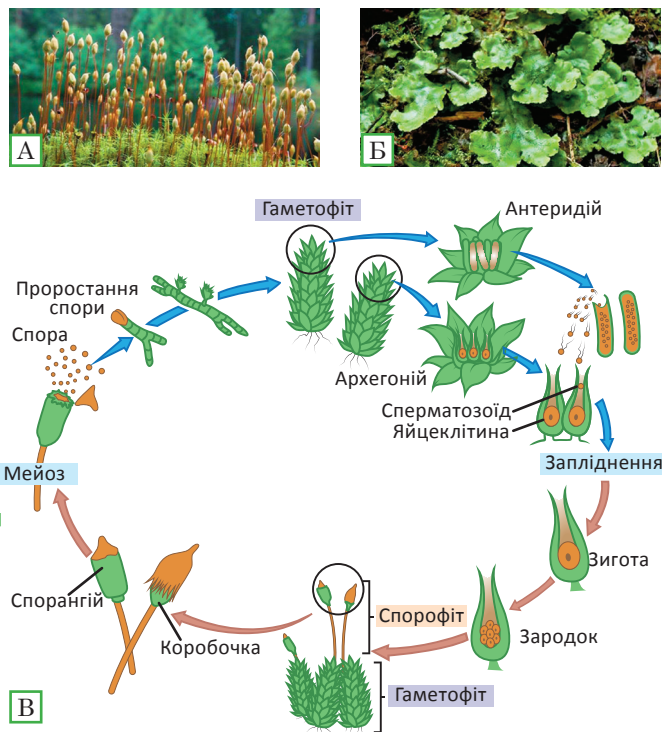 А
Б
Гаметофіт
Антеридій
Проростання
спори
Спора
Архегоній
Сперматозоїд
Яйцеклітина
Мейоз
Запліднення
Зигота
Спорангій
Спорофіт
Зародок
Коробочка
Гаметофіт
В